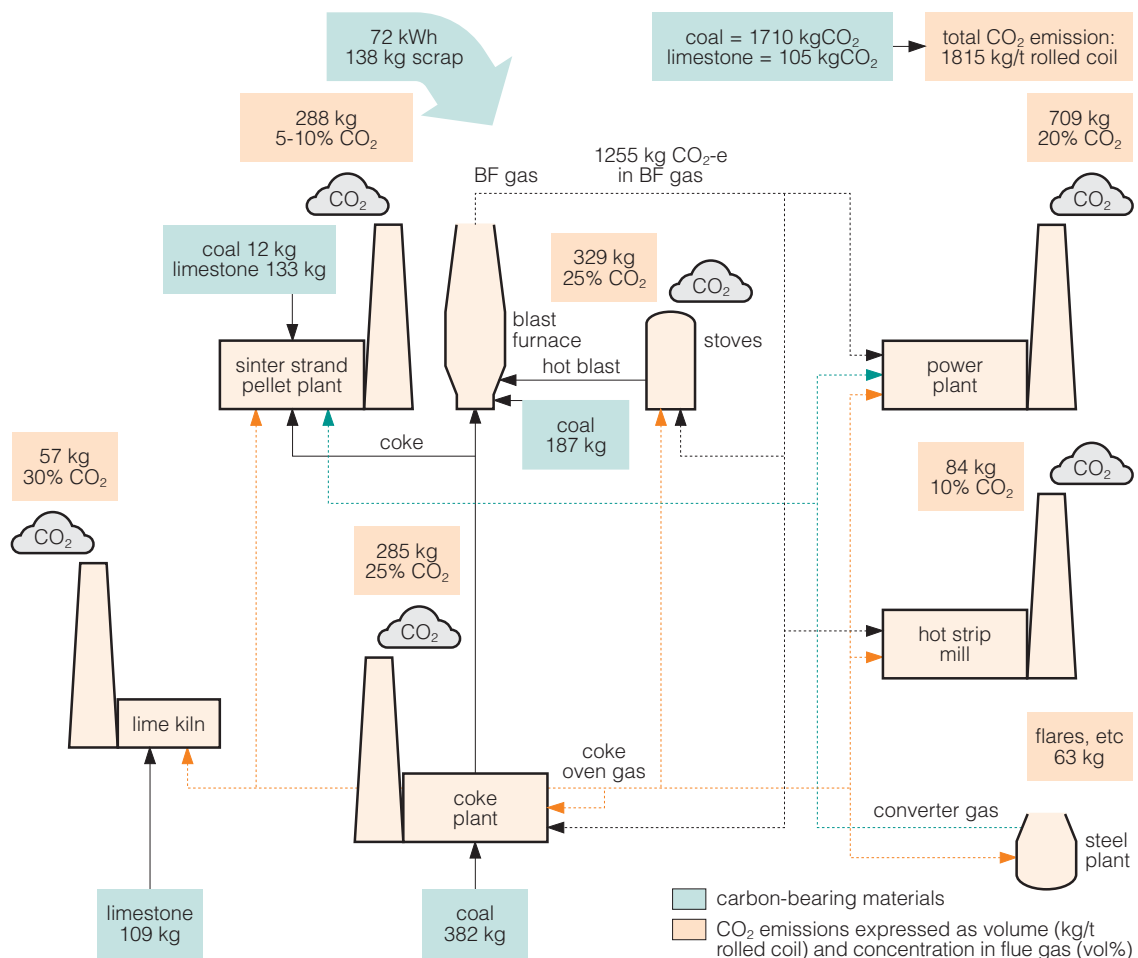 72 kWh
138 kg scrap
coal = 1710 kgCO₂
limestone = 105 kgCO₂
total CO₂ emission:
1815 kg/t rolled coil
288 kg
5-10% CO₂
709 kg
20% CO₂
1255 kg CO₂-e
in BF gas
BF gas
CO₂
CO₂
coal 12 kg
limestone 133 kg
329 kg
25% CO₂
CO₂
blast
furnace
stoves
sinter strand
pellet plant
hot blast
power
plant
coal
187 kg
coke
57 kg
30% CO₂
84 kg
10% CO₂
CO₂
CO₂
285 kg
25% CO₂
CO₂
hot strip
mill
lime kiln
flares, etc
63 kg
coke
oven gas
coke
plant
converter gas
steel
plant
limestone
109 kg
coal
382 kg
carbon-bearing materials
CO₂ emissions expressed as volume (kg/t
rolled coil) and concentration in flue gas (vol%)